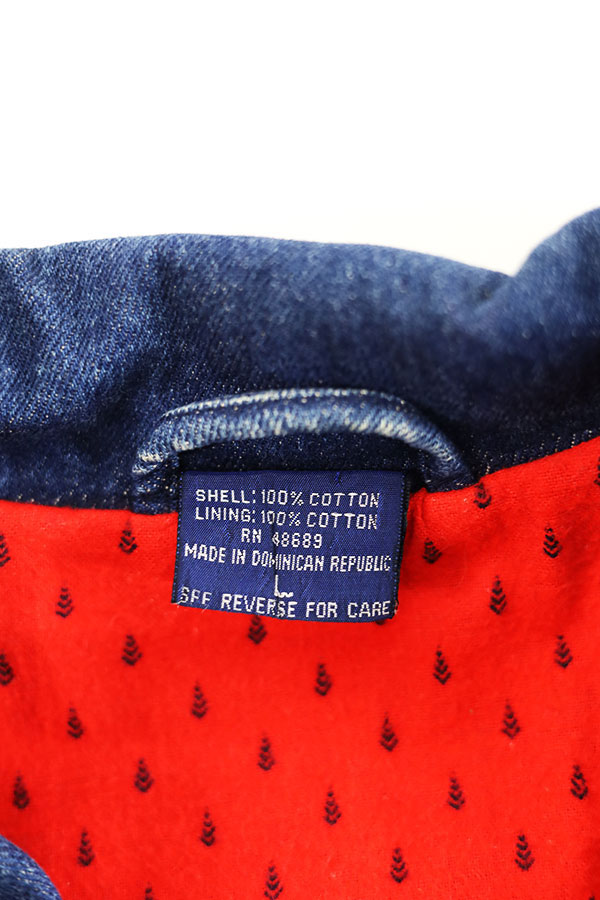 SHELL: 100% COTTON
LINING: 100% COTTON
RN 48689
MADE IN DOMINICAN REPUBLIC
L
SEE REVERSE FOR CARE